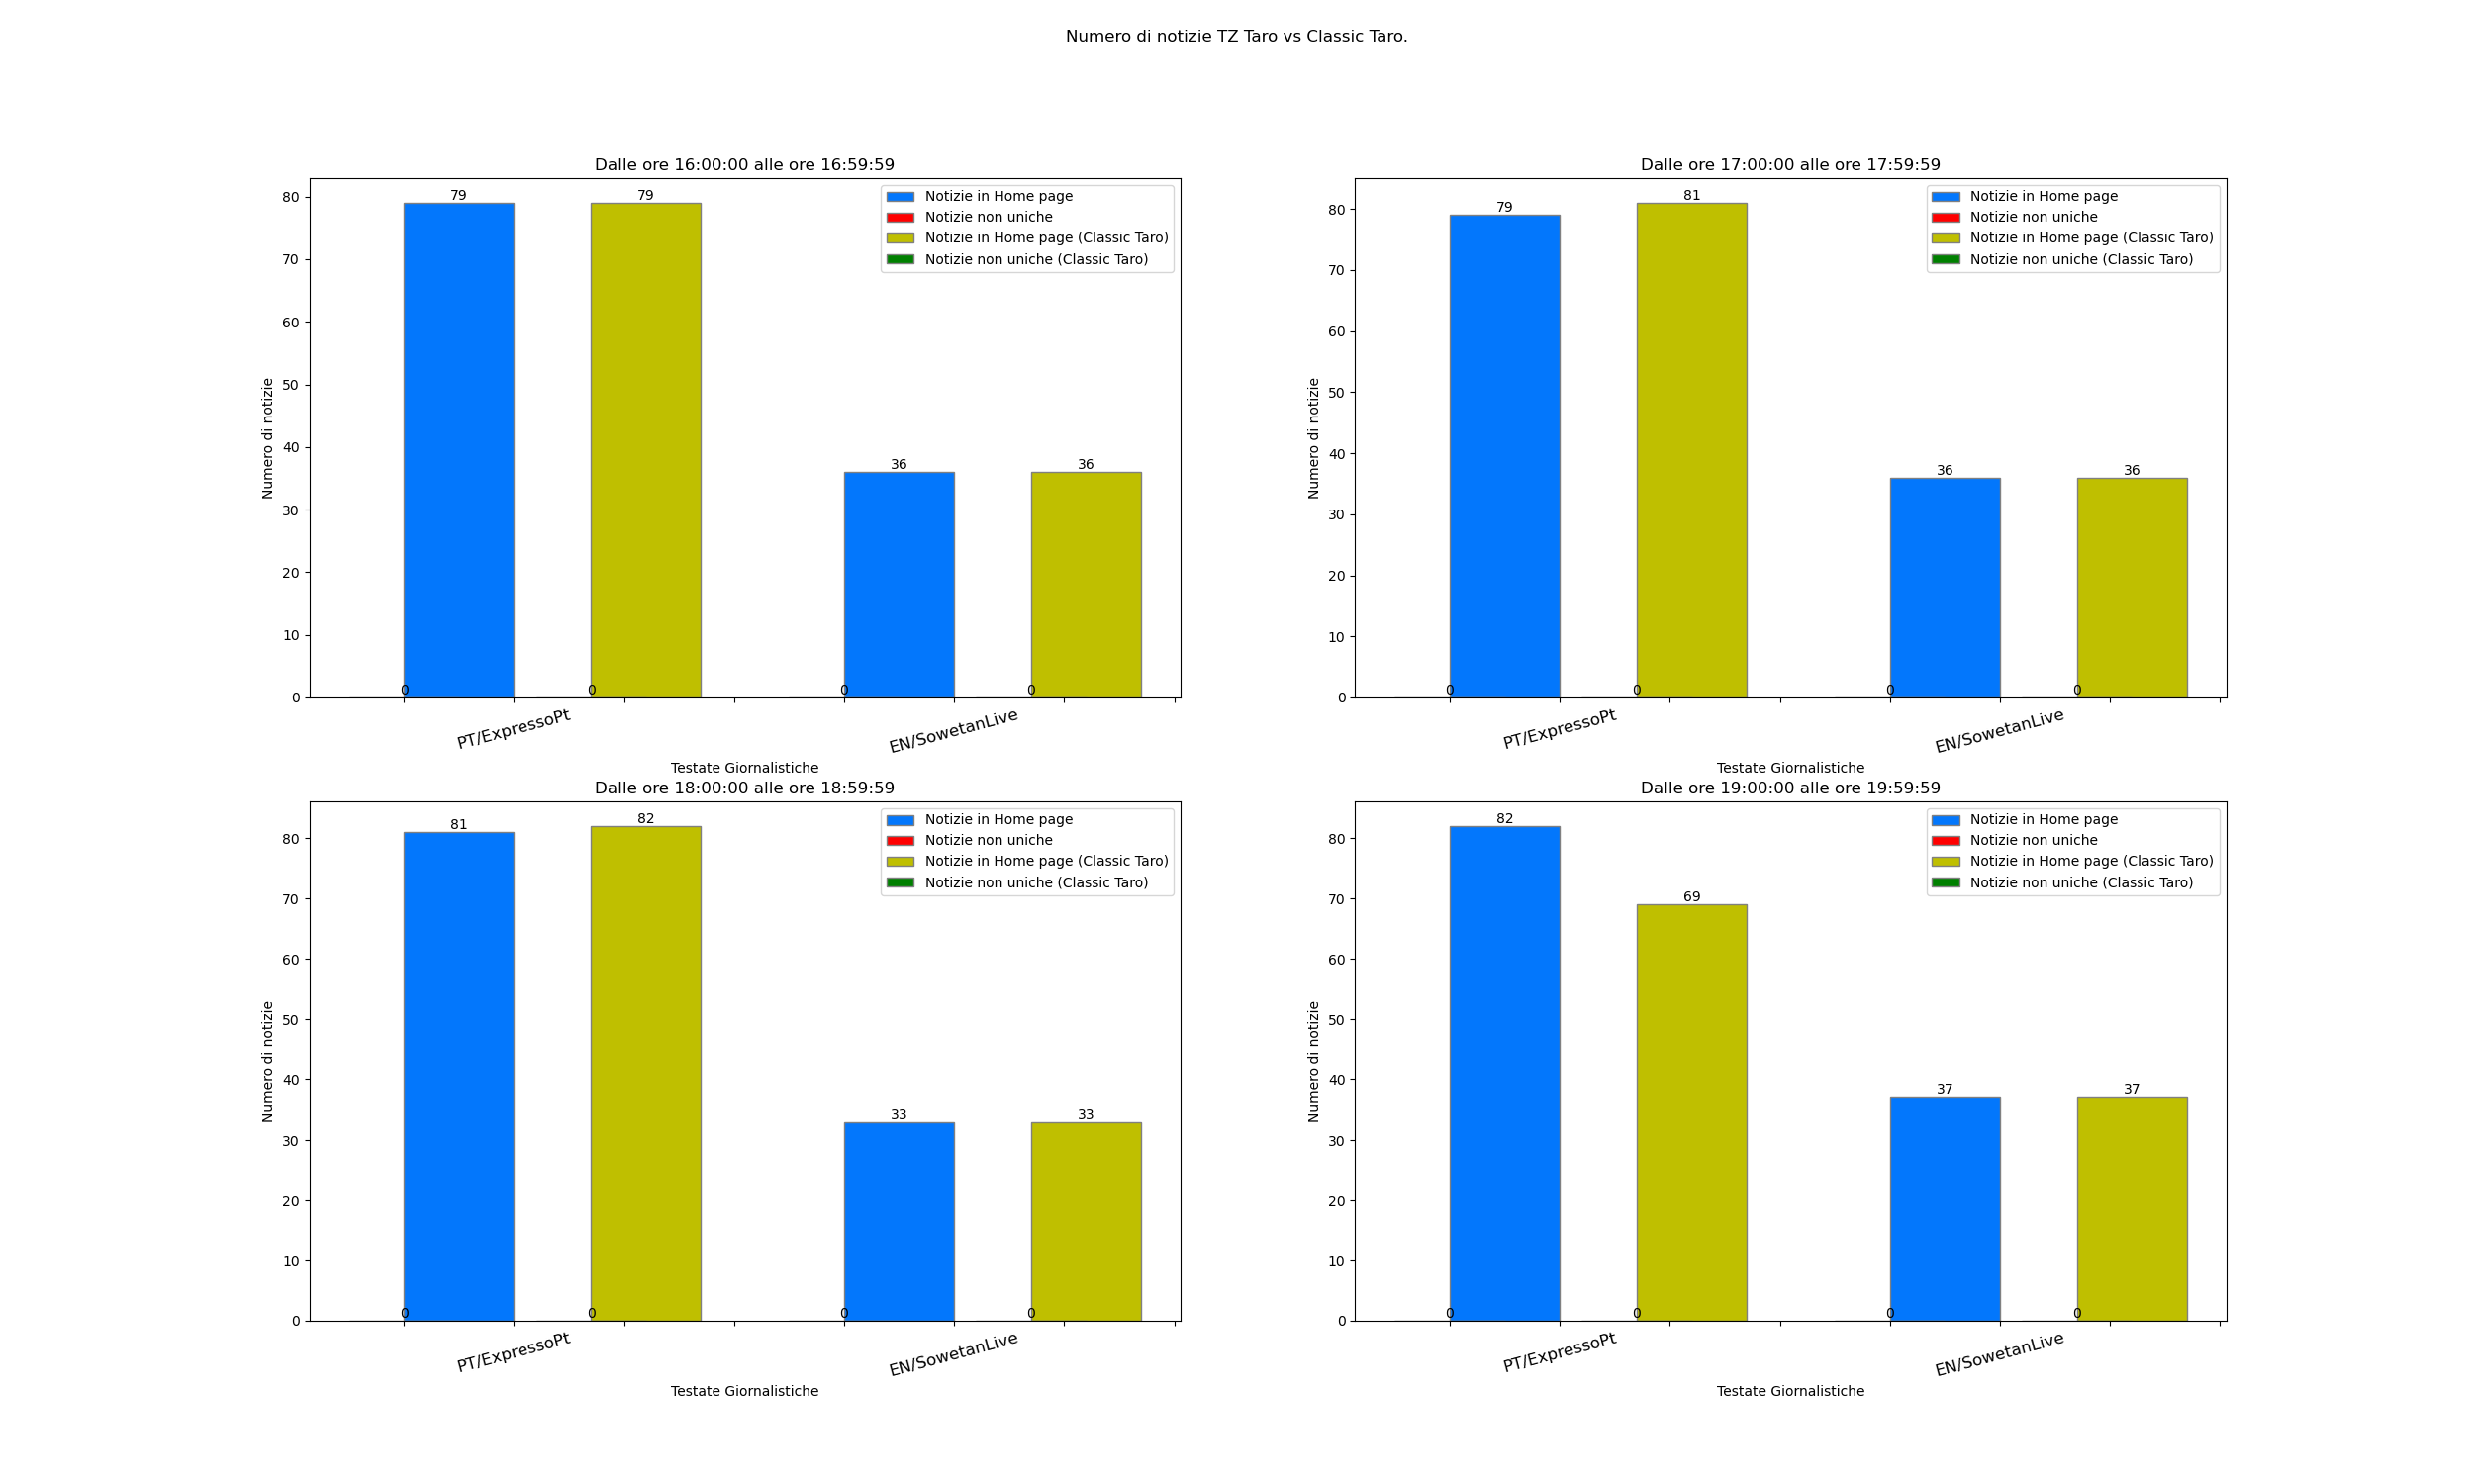 Numero di notizie TZ Taro vs Classic Taro.
Dalle ore 16:00:00 alle ore 16:59:59
Numero di notizie
80
70
60
50
40
30
20
10
0
79
79
36
36
0
0
0
0
Notizie in Home page
Notizie non uniche
Notizie in Home page (Classic Taro)
Notizie non uniche (Classic Taro)
PT/ExpressoPt
EN/SowetanLive
Testate Giornalistiche
Dalle ore 17:00:00 alle ore 17:59:59
Numero di notizie
80
70
60
50
40
30
20
10
0
79
81
36
36
0
0
0
0
Notizie in Home page
Notizie non uniche
Notizie in Home page (Classic Taro)
Notizie non uniche (Classic Taro)
PT/ExpressoPt
EN/SowetanLive
Testate Giornalistiche
Dalle ore 18:00:00 alle ore 18:59:59
Numero di notizie
80
70
60
50
40
30
20
10
0
81
82
33
33
0
0
0
0
Notizie in Home page
Notizie non uniche
Notizie in Home page (Classic Taro)
Notizie non uniche (Classic Taro)
PT/ExpressoPt
EN/SowetanLive
Testate Giornalistiche
Dalle ore 19:00:00 alle ore 19:59:59
Numero di notizie
80
70
60
50
40
30
20
10
0
82
69
37
37
0
0
0
0
Notizie in Home page
Notizie non uniche
Notizie in Home page (Classic Taro)
Notizie non uniche (Classic Taro)
PT/ExpressoPt
EN/SowetanLive
Testate Giornalistiche